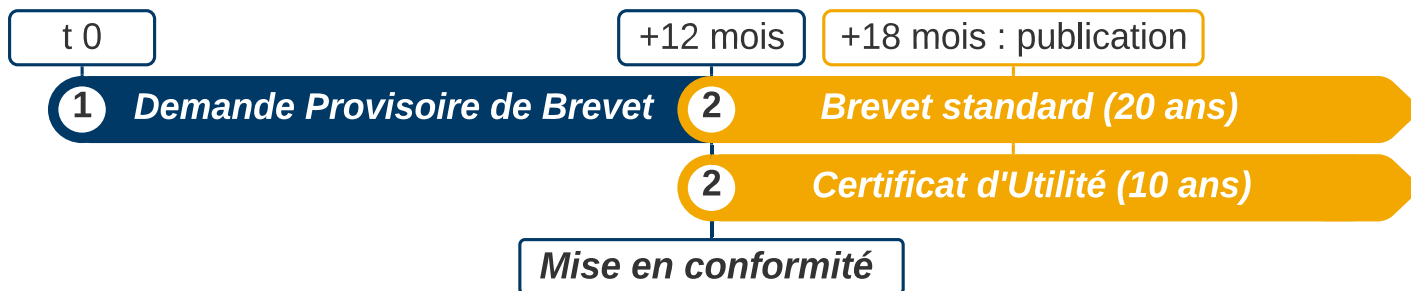 t 0
+12 mois
+18 mois : publication
1 Demande Provisoire de Brevet
2 Brevet standard (20 ans)
2 Certificat d'Utilité (10 ans)
Mise en conformité